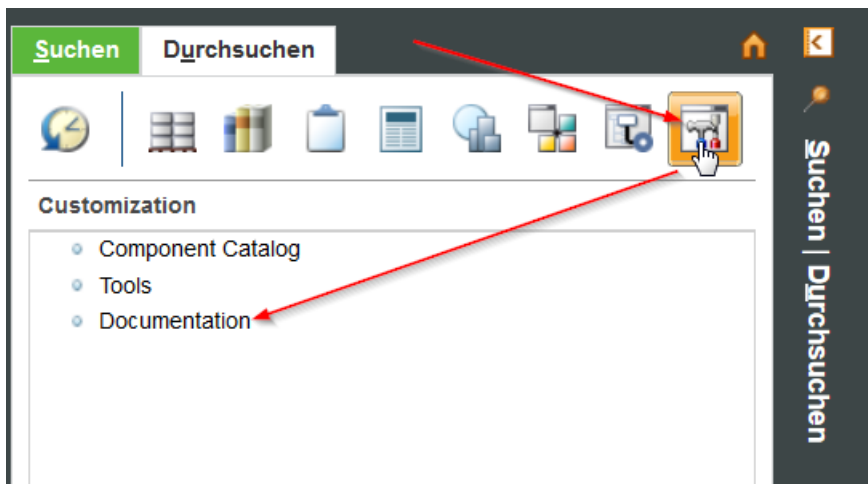 Suchen Durchsuchen
Customization
Component Catalog
Tools
Documentation
Suchen | Durchsuchen